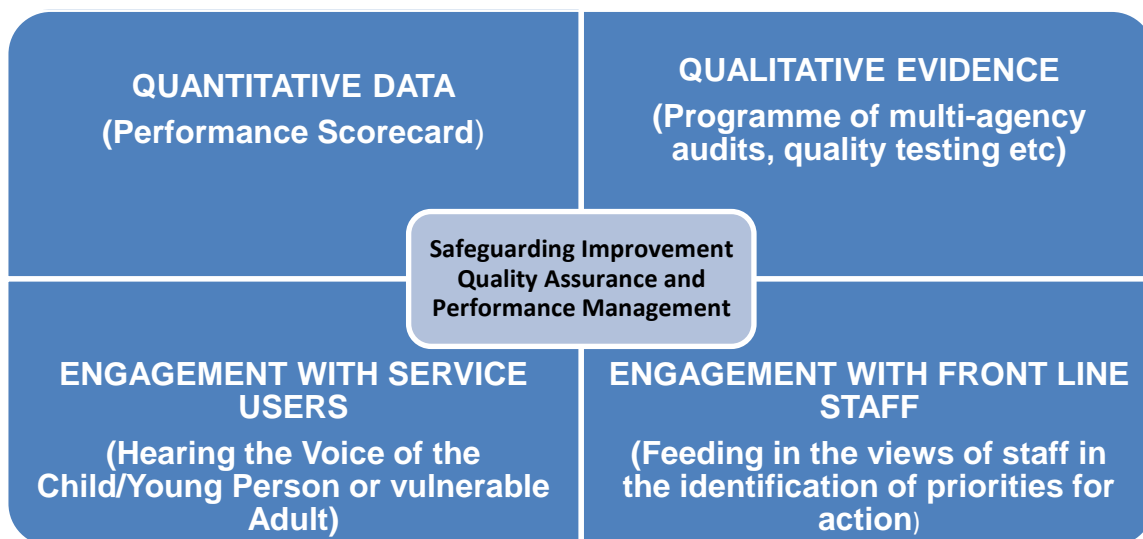 QUANTITATIVE DATA
(Performance Scorecard)
QUALITATIVE EVIDENCE
(Programme of multi-agency
audits, quality testing etc)
Safeguarding Improvement
Quality Assurance and
Performance Management
ENGAGEMENT WITH SERVICE
USERS
(Hearing the Voice of the
Child/Young Person or vulnerable
Adult)
ENGAGEMENT WITH FRONT LINE
STAFF
(Feeding in the views of staff in
the identification of priorities for
action)